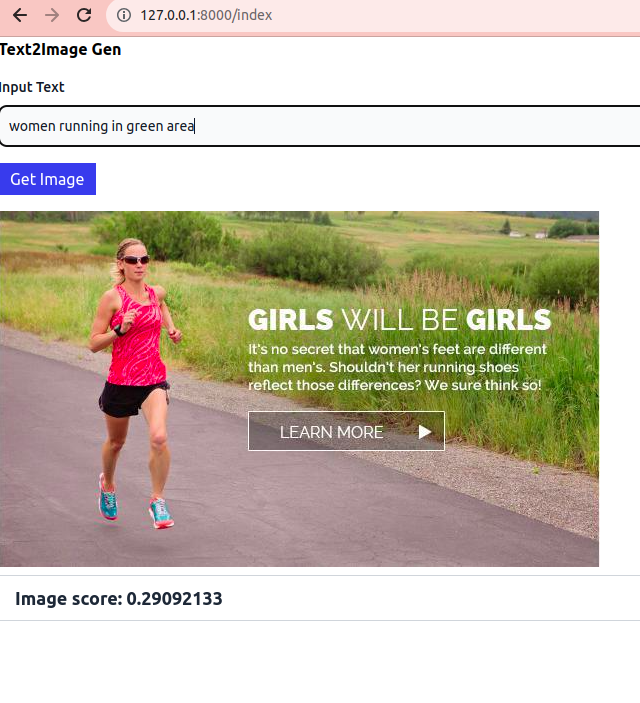 127.0.0.1:8000/index
Text2Image Gen
Input Text
women running in green area
Get Image
GIRLS WILL BE GIRLS
It's no secret that women's feet are different
than men's. Shouldn't her running shoes
reflect those differences? We sure think so!
LEARN MORE
Image score: 0.29092133